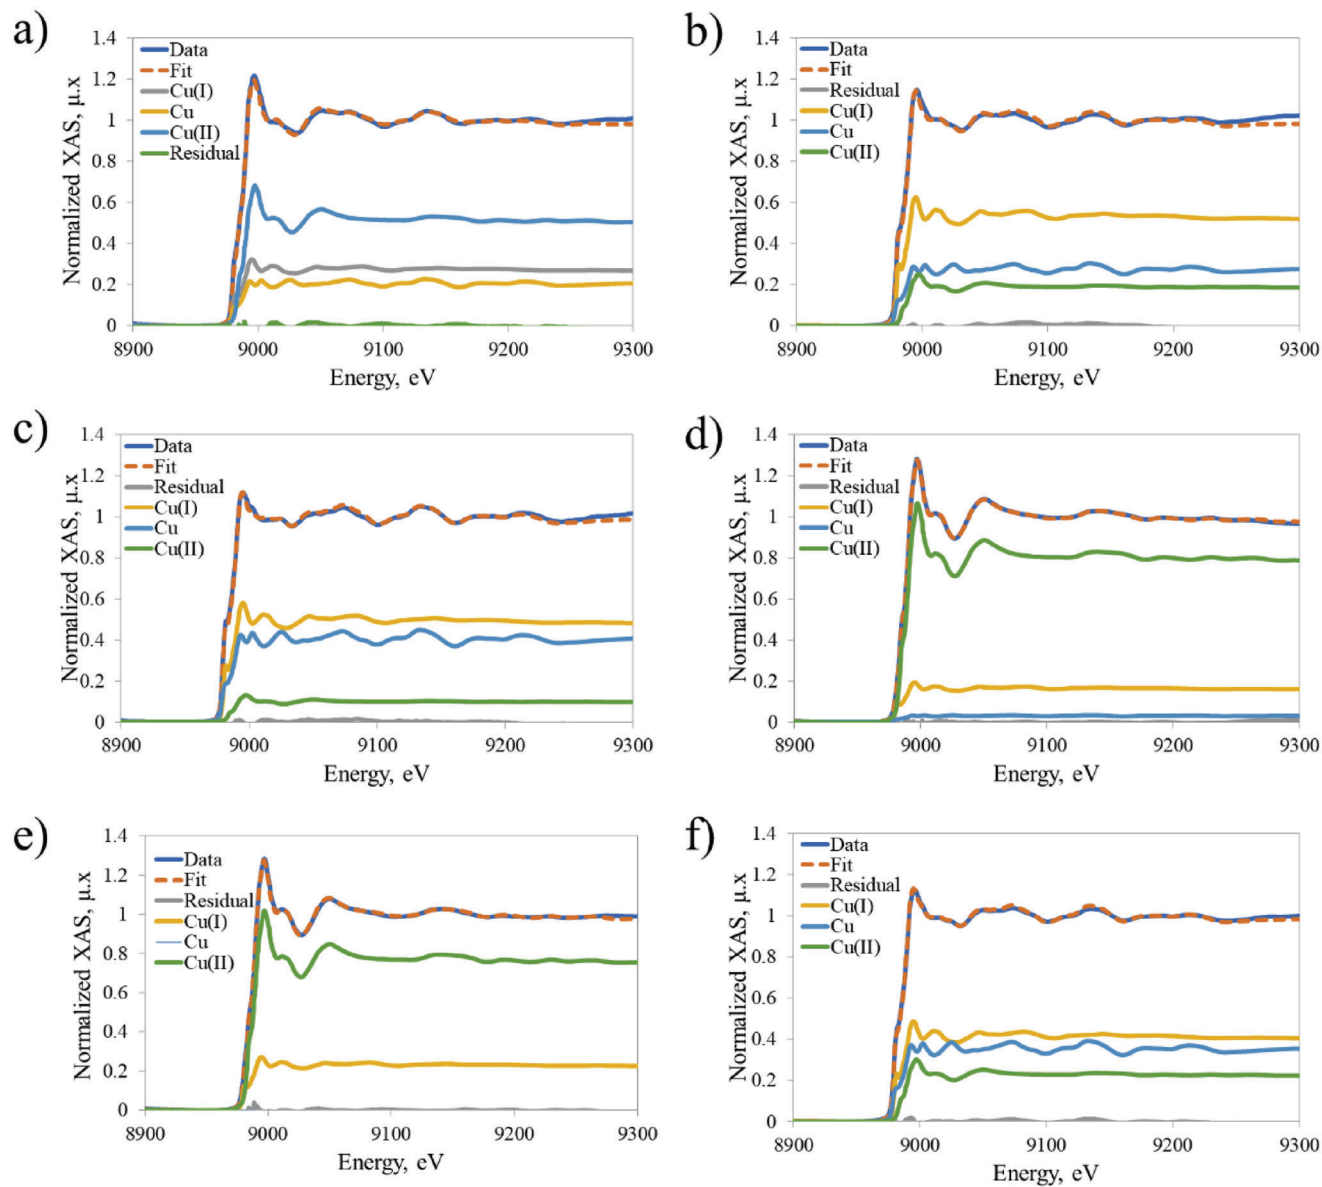 a)
Normalized XAS, μ.x
1.4
1.2
1
0.8
0.6
0.4
0.2
0
Data
Fit
Cu(I)
Cu
Cu(II)
Residual
8900 9000 9100 9200 9300
Energy, eV
b)
Normalized XAS, μ.x
1.4
1.2
1
0.8
0.6
0.4
0.2
0
Data
Fit
Residual
Cu(I)
Cu
Cu(II)
8900 9000 9100 9200 9300
Energy, eV
c)
Normalized XAS, μ.x
1.4
1.2
1
0.8
0.6
0.4
0.2
0
Data
Fit
Residual
Cu(I)
Cu
Cu(II)
8900 9000 9100 9200 9300
Energy, eV
d)
Normalized XAS, μ.x
1.4
1.2
1
0.8
0.6
0.4
0.2
0
Data
Fit
Residual
Cu(I)
Cu
Cu(II)
8900 9000 9100 9200 9300
Energy, eV
e)
Normalized XAS, μ.x
1.4
1.2
1
0.8
0.6
0.4
0.2
0
Data
Fit
Residual
Cu(I)
Cu
Cu(II)
8900 9000 9100 9200 9300
Energy, eV
f)
Normalized XAS, μ.x
1.4
1.2
1
0.8
0.6
0.4
0.2
0
Data
Fit
Residual
Cu(I)
Cu
Cu(II)
8900 9000 9100 9200 9300
Energy, eV